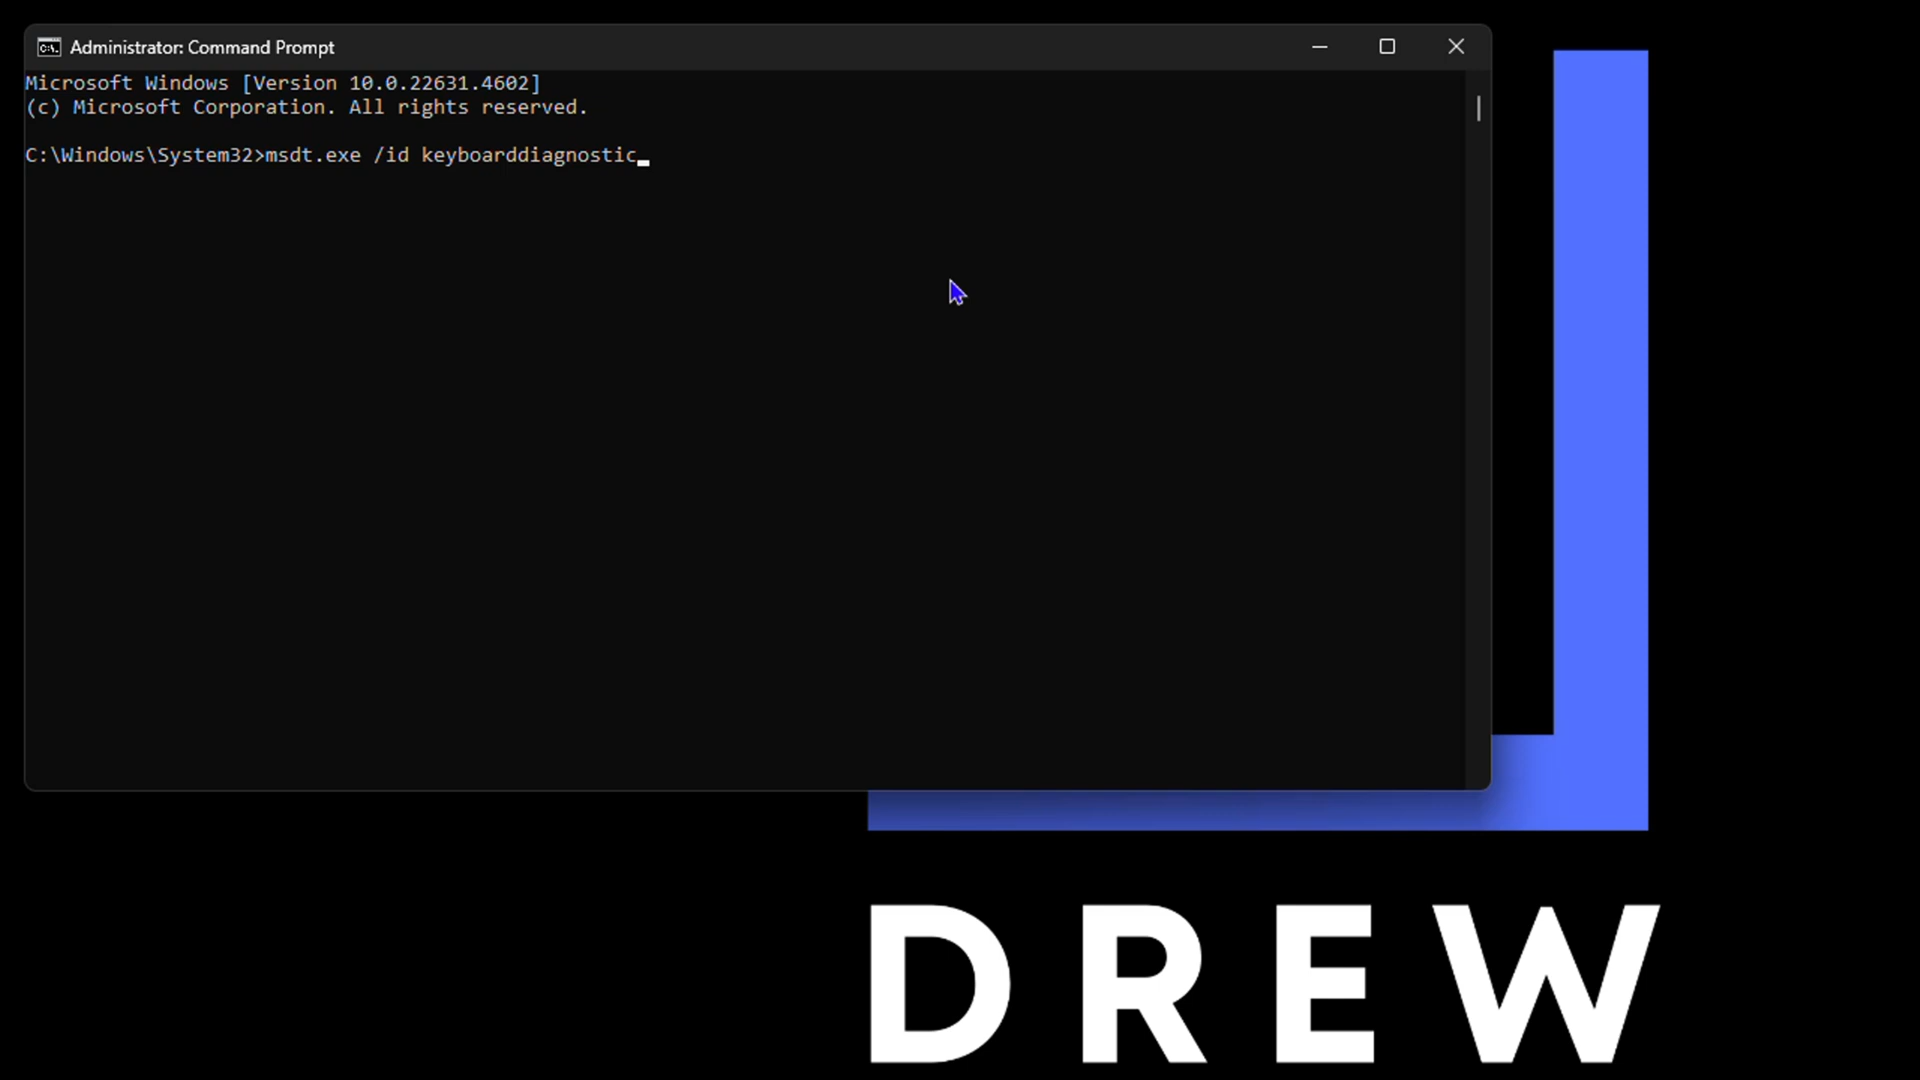 Administrator: Command Prompt
Microsoft Windows [Version 10.0.22631.4602]
(c) Microsoft Corporation. All rights reserved.
C:\Windows\System32>msdt.exe /id keyboarddiagnostic
DREW